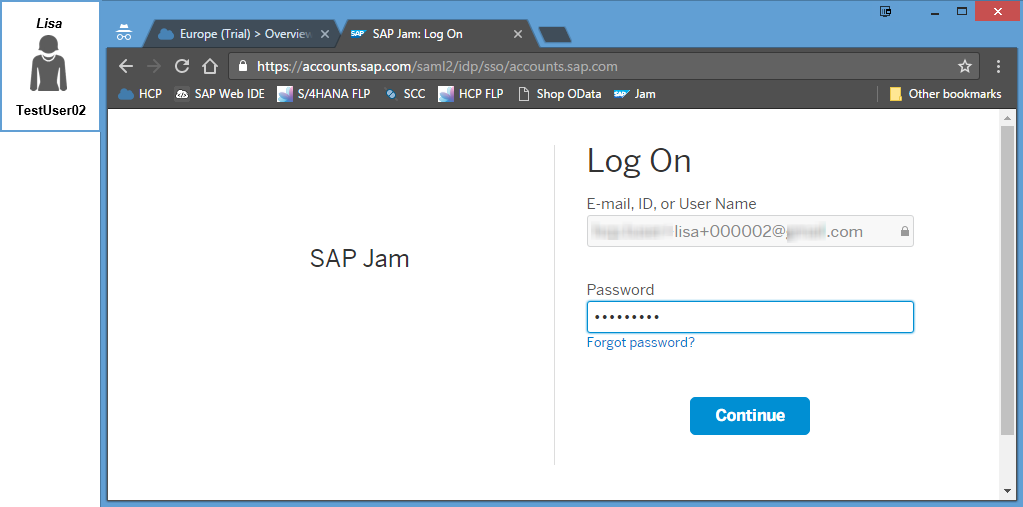 Lisa
TestUser02
Europe (Trial) > Overview
SAP SAP Jam: Log On
https://accounts.sap.com/saml2/idp/sso/accounts.sap.com
HCP SAP Web IDE S/4HANA FLP SCC HCP FLP Shop OData SAP Jam Other bookmarks
Log On
E-mail, ID, or User Name
lisa+000002@ .com
SAP Jam
Password
•••••••••
Forgot password?
Continue